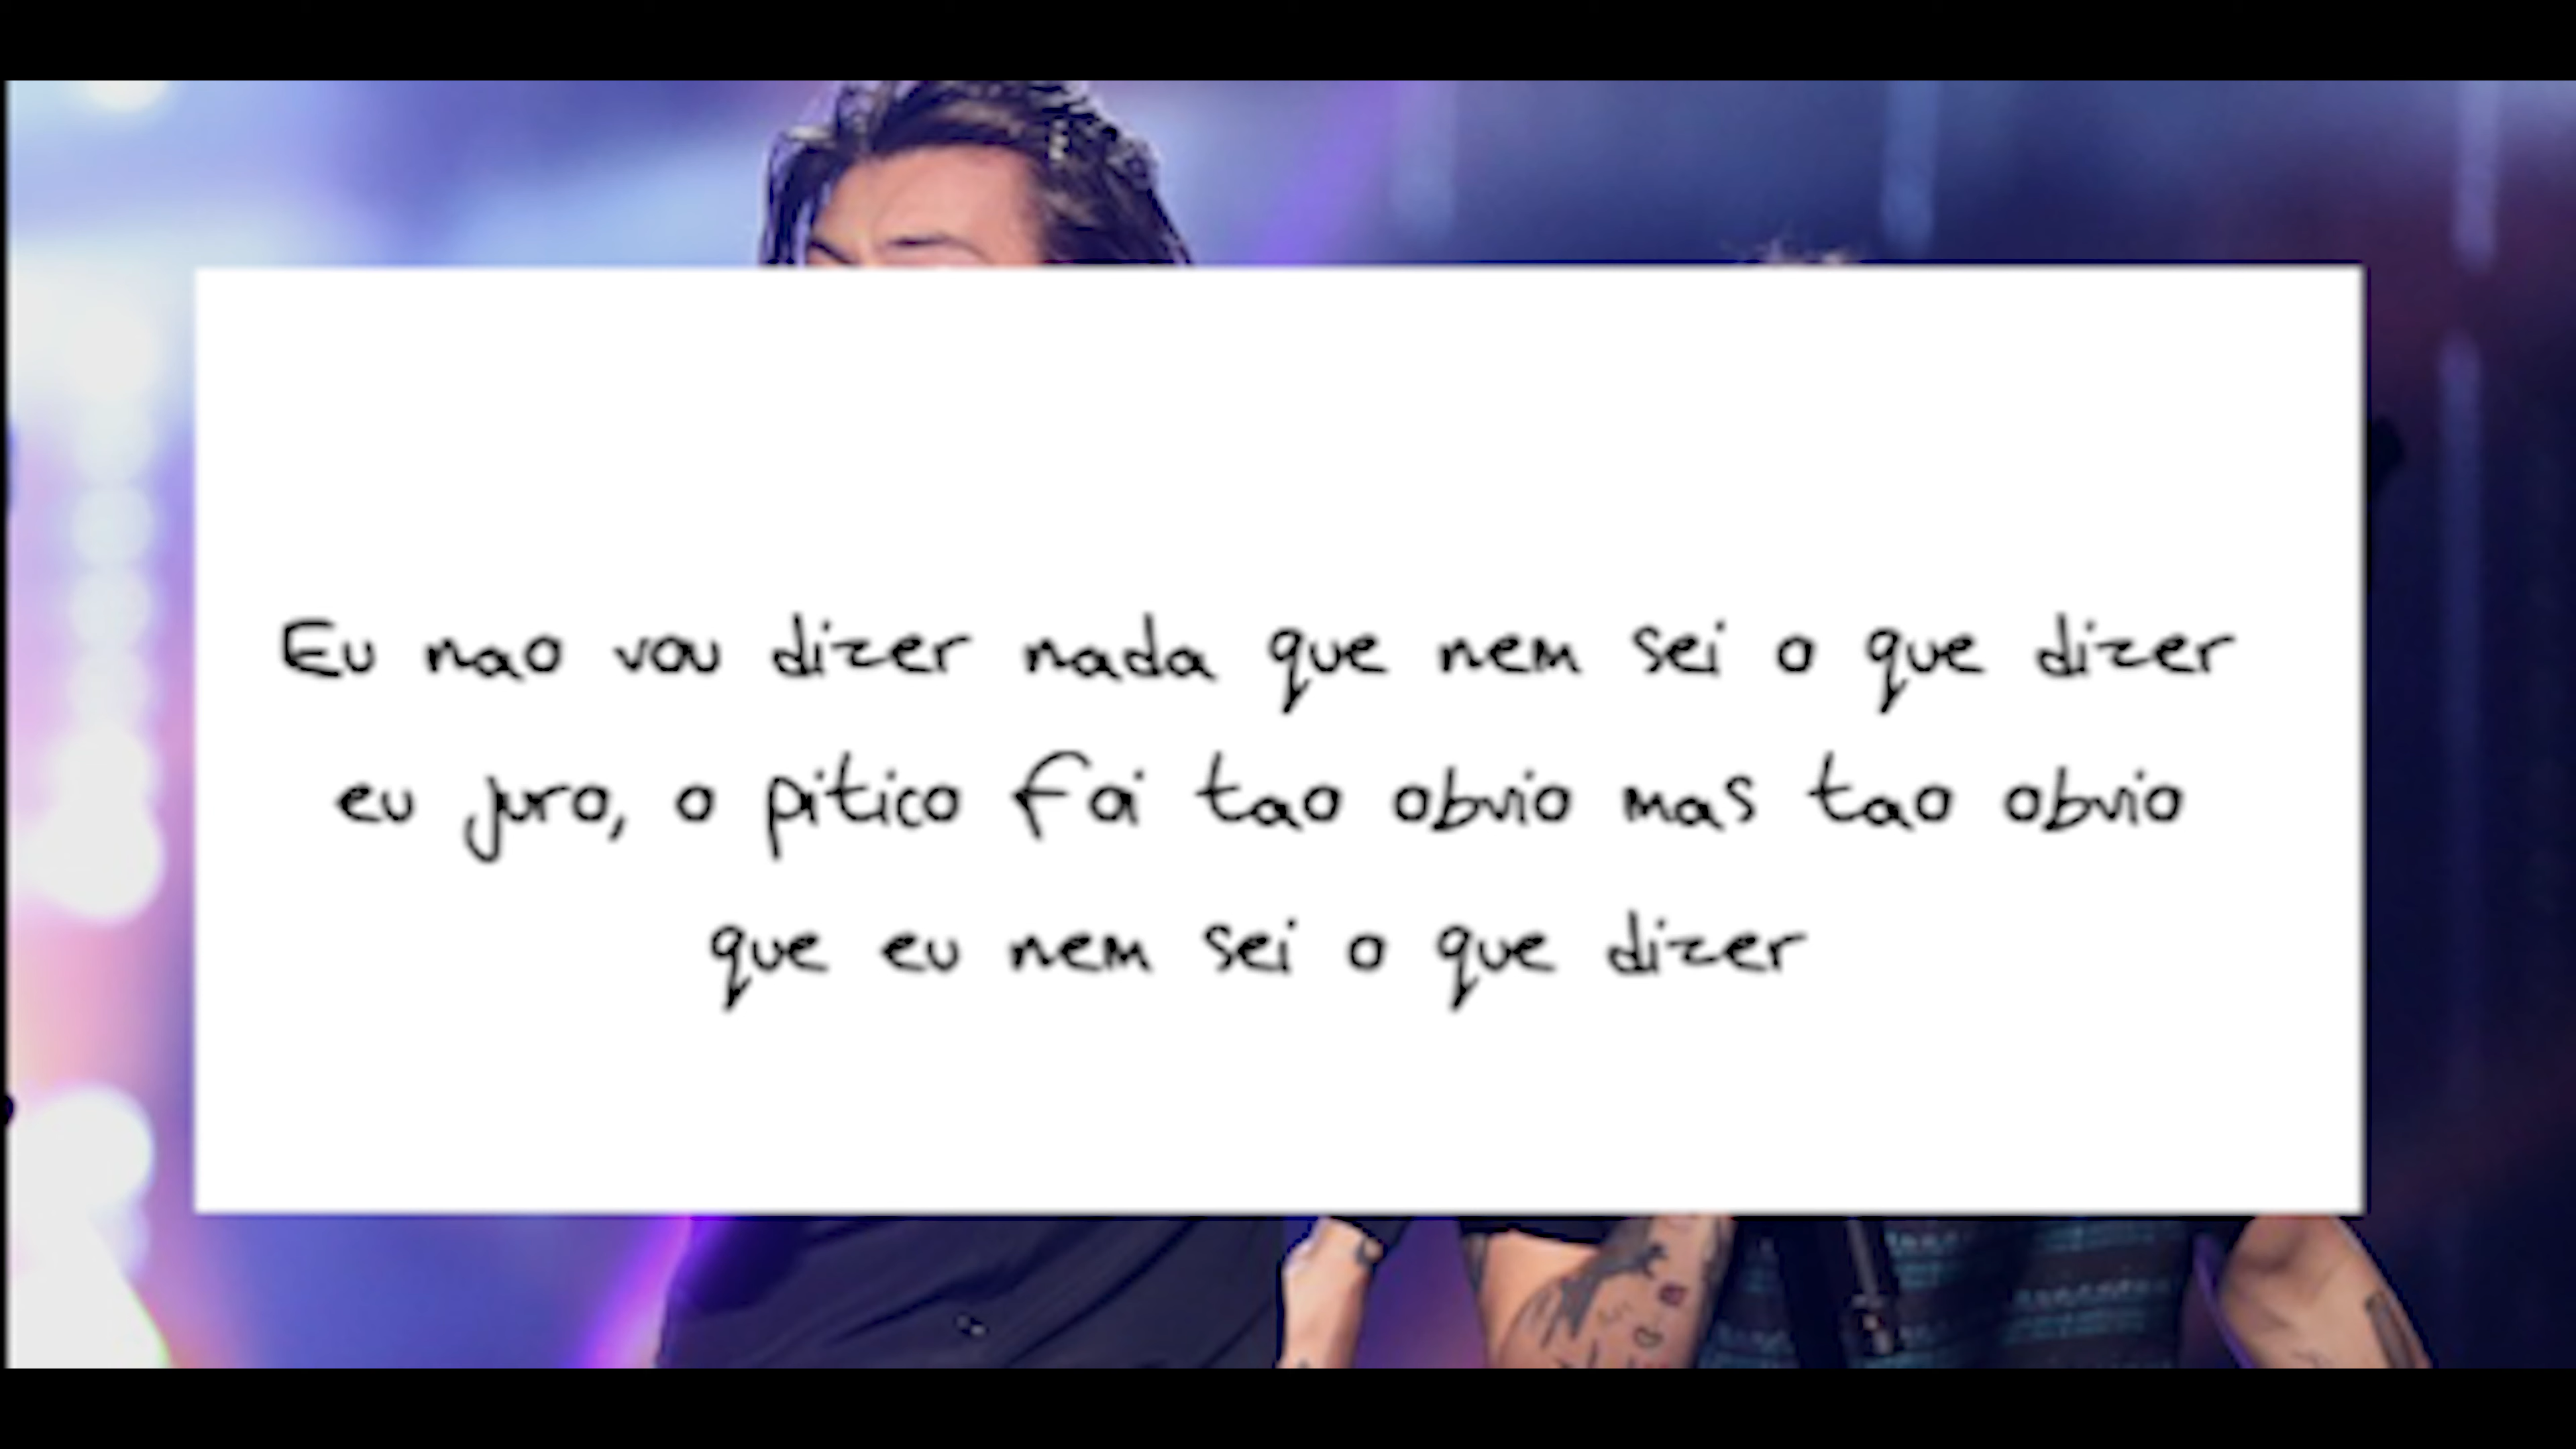 Eu nao vou dizer nada que nem sei o que dizer
eu juro, o pitico foi tao obvio mas tao obvio
que eu nem sei o que dizer